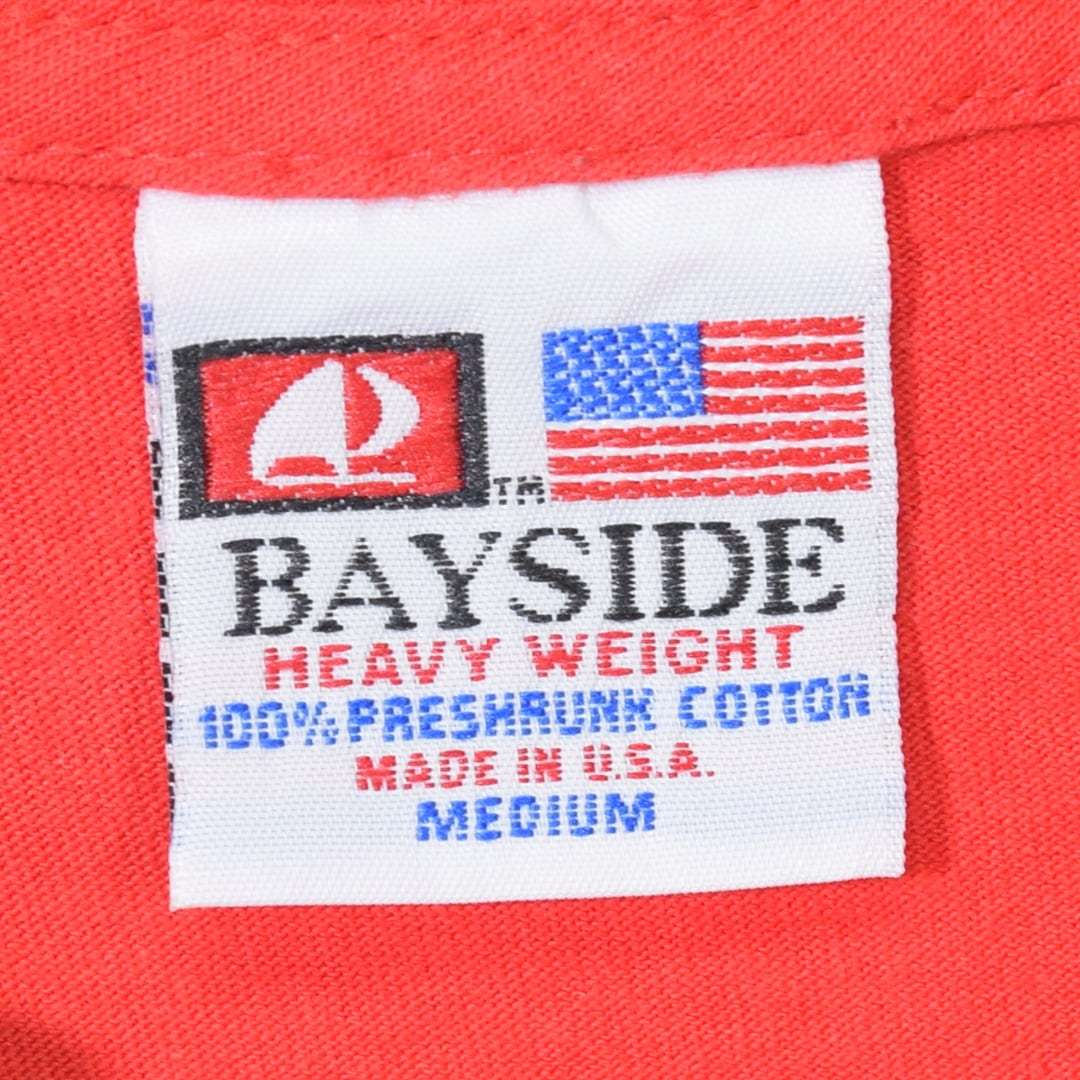 TM
BAYSIDE
HEAVY WEIGHT
100% PRESHRUNK COTTON
MADE IN U.S.A.
MEDIUM